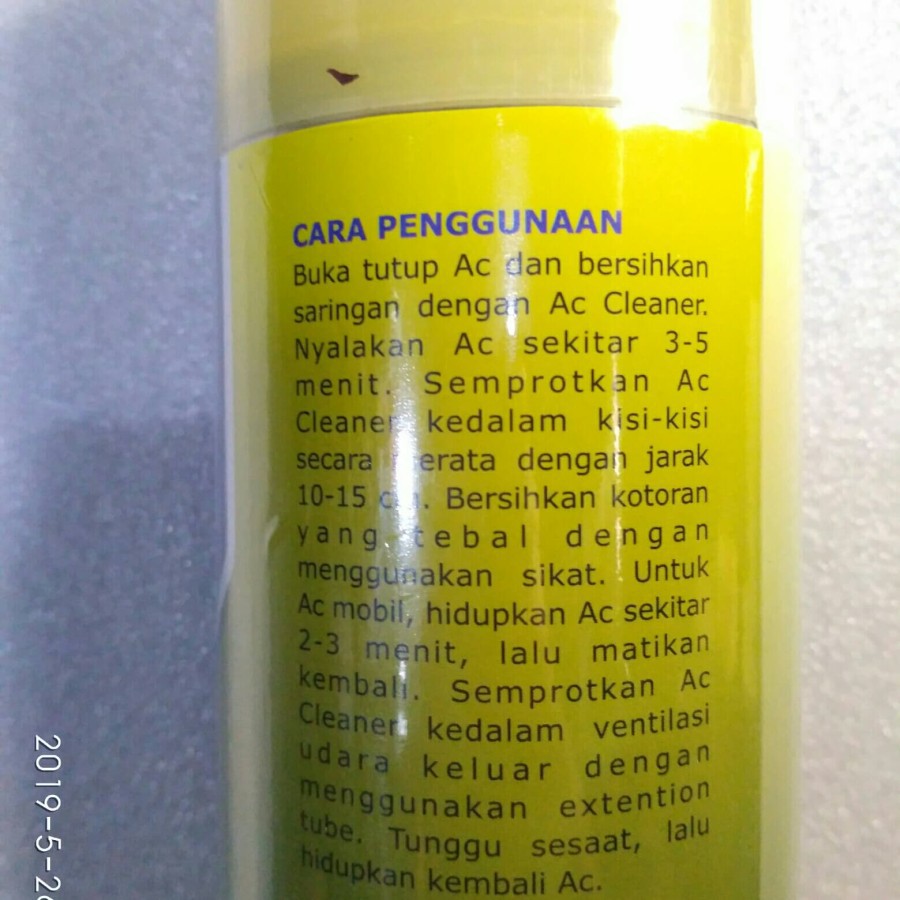 CARA PENGGUNAAN
Buka tutup Ac dan bersihkan
saringan dengan Ac Cleaner.
Nyalakan Ac sekitar 3-5
menit. Semprotkan Ac
Cleaner kedalam kisi-kisi
secara merata dengan jarak
10-15 cm. Bersihkan kotoran
yang tebal dengan
menggunakan sikat. Untuk
Ac mobil, hidupkan Ac sekitar
2-3 menit, lalu matikan
kembali. Semprotkan Ac
Cleaner kedalam ventilasi
udara keluar dengan
menggunakan extention
tube. Tunggu sesaat, lalu
hidupkan kembali Ac.